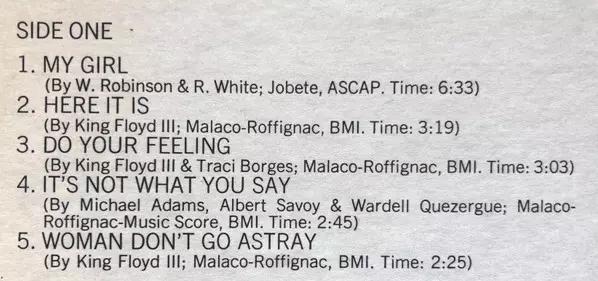 SIDE ONE
1. MY GIRL
(By W. Robinson & R. White; Jobete, ASCAP. Time: 6:33)
2. HERE IT IS
(By King Floyd III; Malaco-Roffignac, BMI. Time: 3:19)
3. DO YOUR FEELING
(By King Floyd III & Traci Borges; Malaco-Roffignac, BMI. Time: 3:03)
4. IT'S NOT WHAT YOU SAY
(By Michael Adams, Albert Savoy & Wardell Quezergue; Malaco-
Roffignac-Music Score, BMI. Time: 2:45)
5. WOMAN DON'T GO ASTRAY
(By King Floyd III; Malaco-Roffignac, BMI. Time: 2:25)